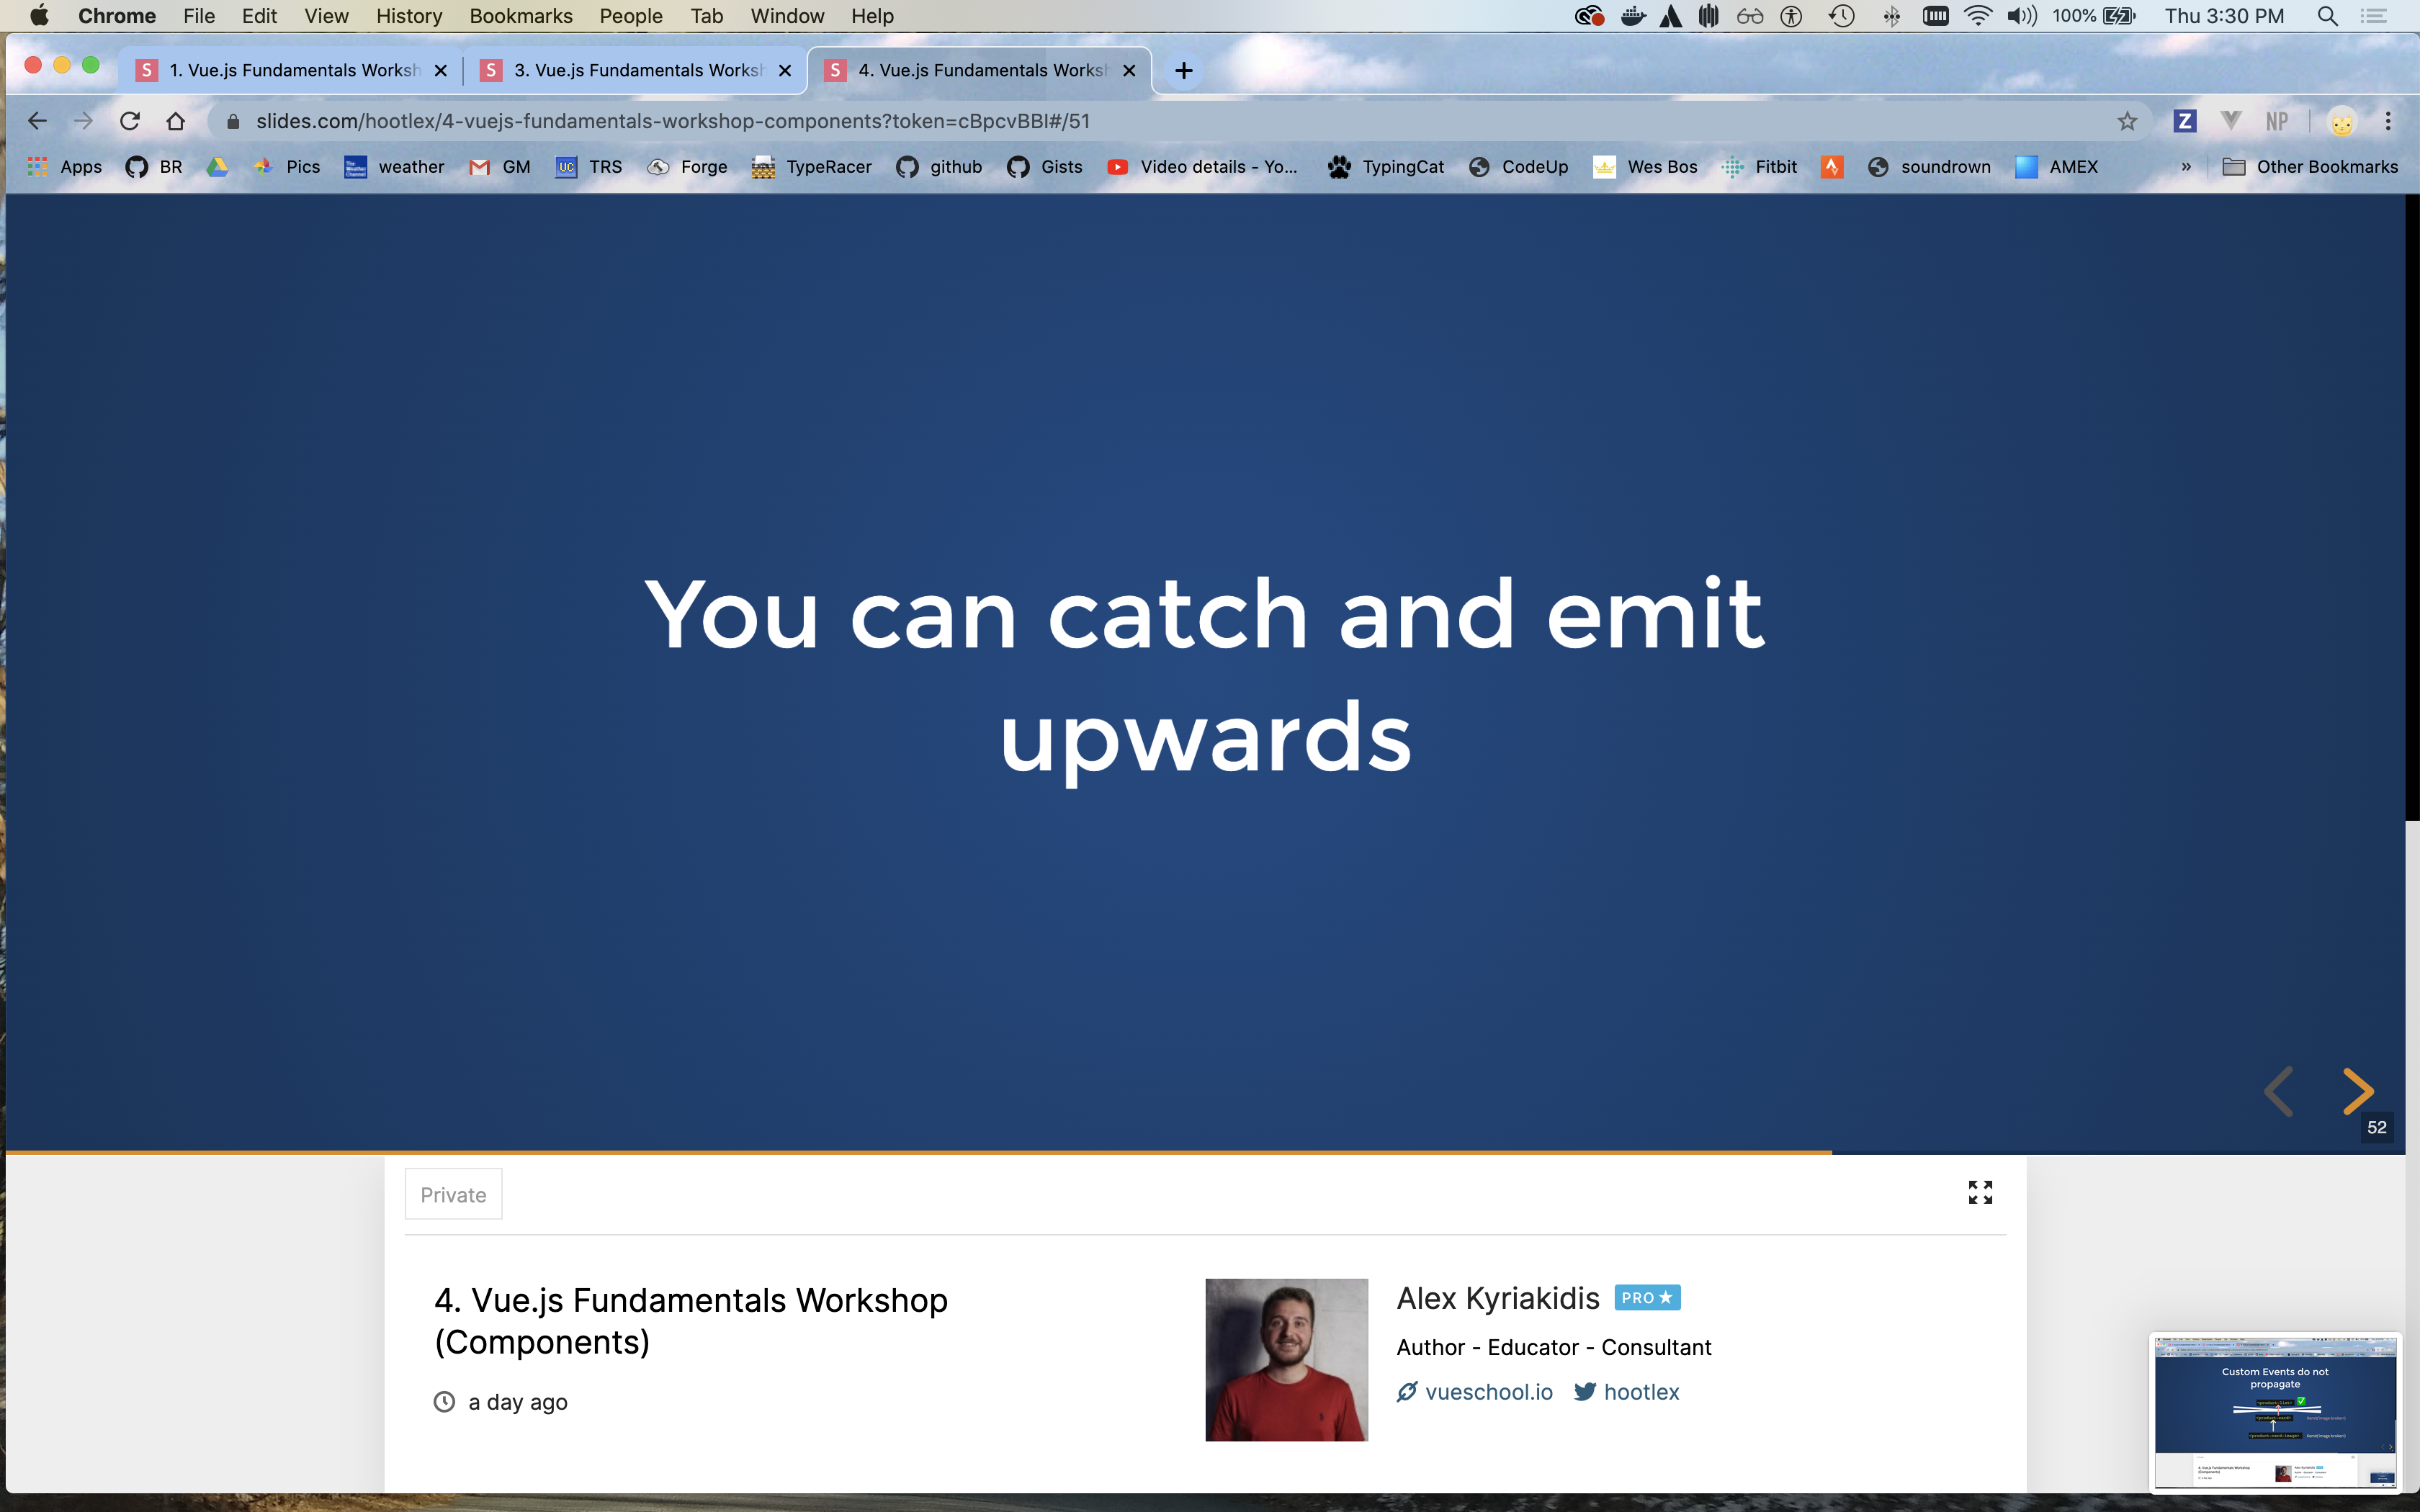 Chrome File Edit View History Bookmarks People Tab Window Help 100% Thu 3:30 PM
S 1. Vue.js Fundamentals Worksh S 3. Vue.js Fundamentals Worksh S 4. Vue.js Fundamentals Worksh
slides.com/hootlex/4-vuejs-fundamentals-workshop-components?token=cBpcvBBI#/51 Z NP
Apps BR Pics weather GM UC TRS Forge TypeRacer github Gists Video details - Yo... TypingCat CodeUp Wes Bos Fitbit soundrown AMEX » Other Bookmarks
You can catch and emit
upwards
52
Private
4. Vue.js Fundamentals Workshop
(Components)
a day ago
Alex Kyriakidis PRO
Author - Educator - Consultant
vueschool.io hootlex
Custom Events do not
propagate